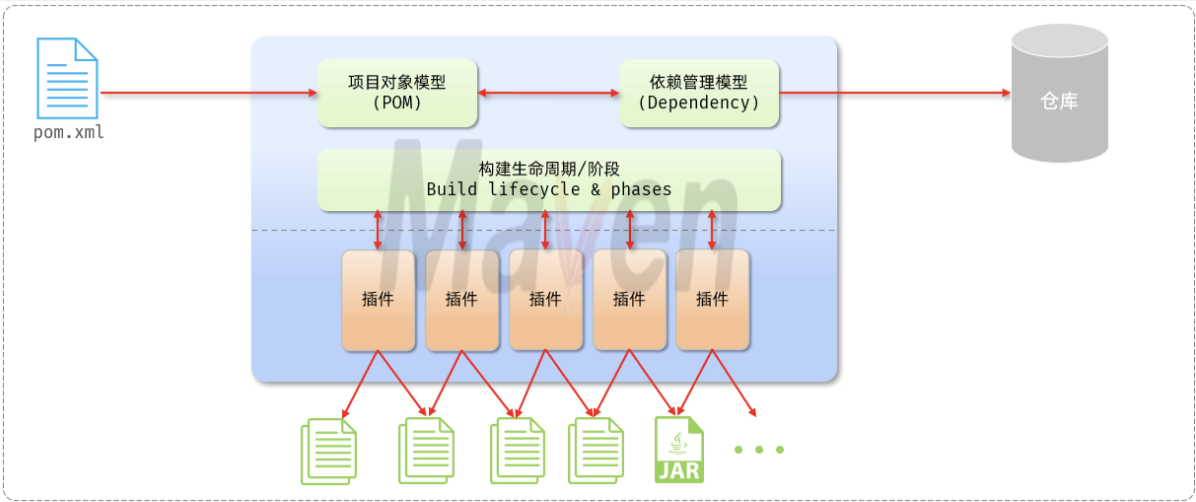 pom.xml
项目对象模型
(POM)
依赖管理模型
(Dependency)
仓库
构建生命周期/阶段
Build lifecycle & phases
Maven
插件
插件
插件
插件
插件
JAR